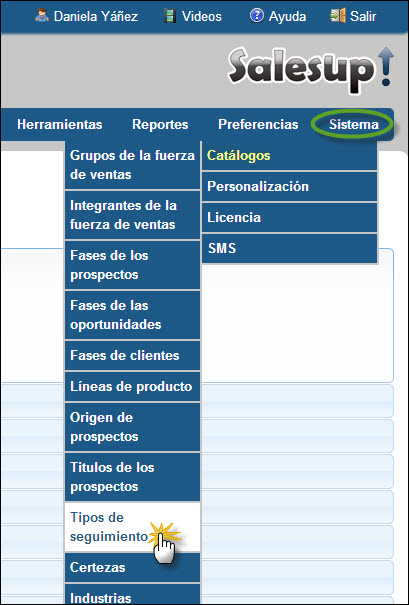 Daniela Yáñez Videos Ayuda Salir
Salesup!
Herramientas Reportes Preferencias Sistema
Catálogos
Personalización
Licencia
SMS
Grupos de la fuerza
de ventas
Integrantes de la
fuerza de ventas
Fases de los
prospectos
Fases de las
oportunidades
Fases de clientes
Líneas de producto
Origen de
prospectos
Titulos de los
prospectos
Tipos de
seguimiento
Certezas
Industrias